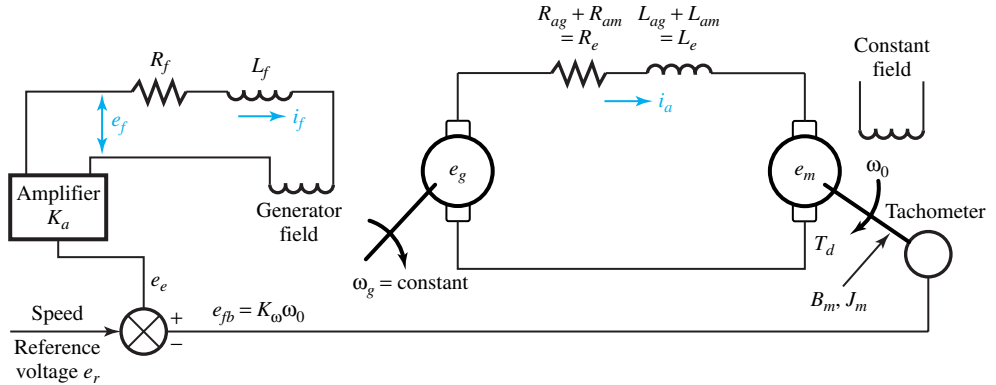 R_ag + R_am
= R_e
L_ag + L_am
= L_e
Constant
field
R_f
L_f
e_f
i_f
i_a
Amplifier
K_a
Generator
field
e_g
e_m
ω_0
Tachometer
T_d
ω_g = constant
B_m, J_m
e_e
Speed
Reference
voltage e_r
+
−
e_fb = K_ω ω_0